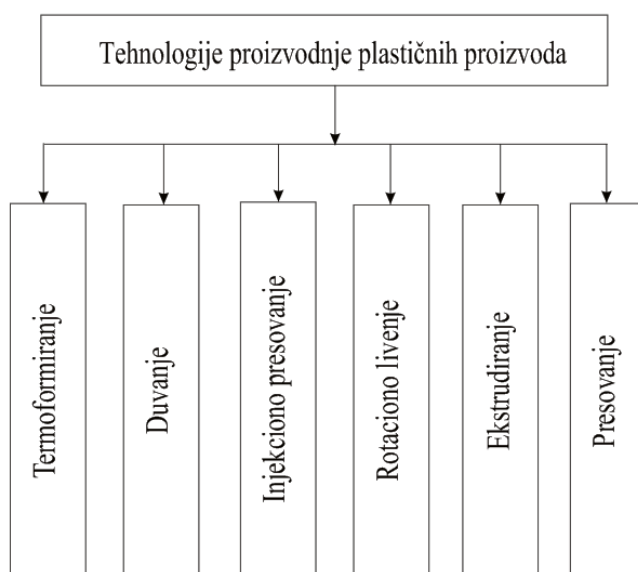 Tehnologije proizvodnje plastičnih proizvoda
Termoformiranje
Duvanje
Injekciono presovanje
Rotaciono livenje
Ekstrudiranje
Presovanje